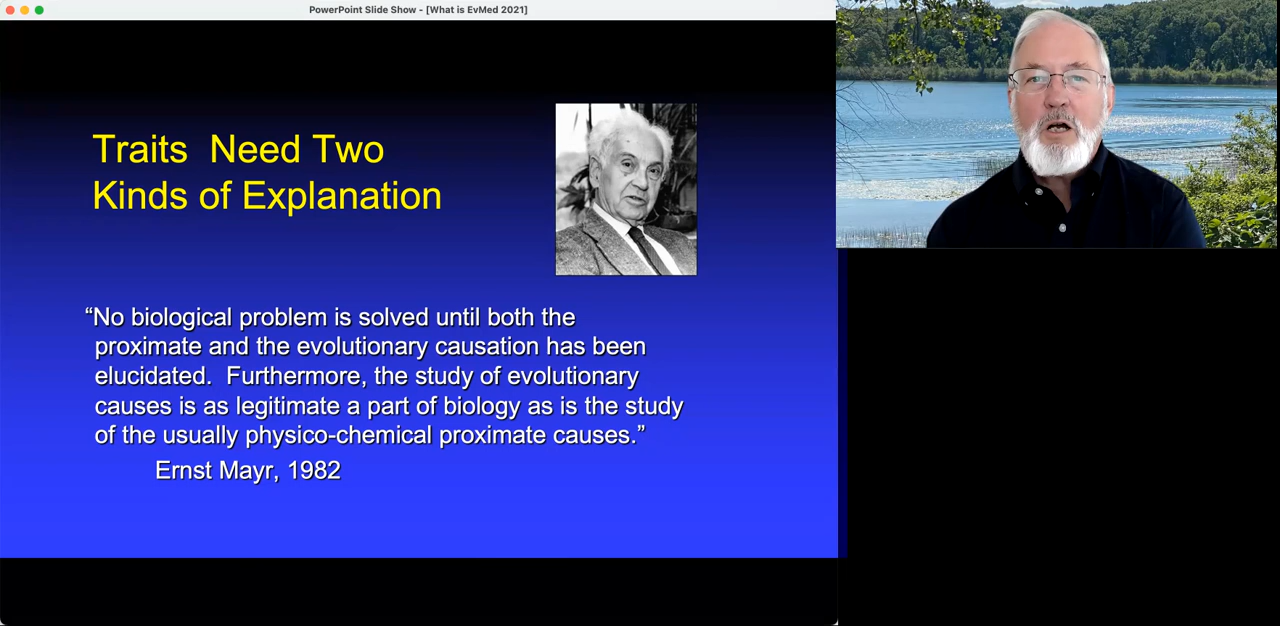 PowerPoint Slide Show - [What is EvMed 2021]
Traits  Need Two
Kinds of Explanation
“No biological problem is solved until both the
proximate and the evolutionary causation has been
elucidated.  Furthermore, the study of evolutionary
causes is as legitimate a part of biology as is the study
of the usually physico-chemical proximate causes.”
Ernst Mayr, 1982